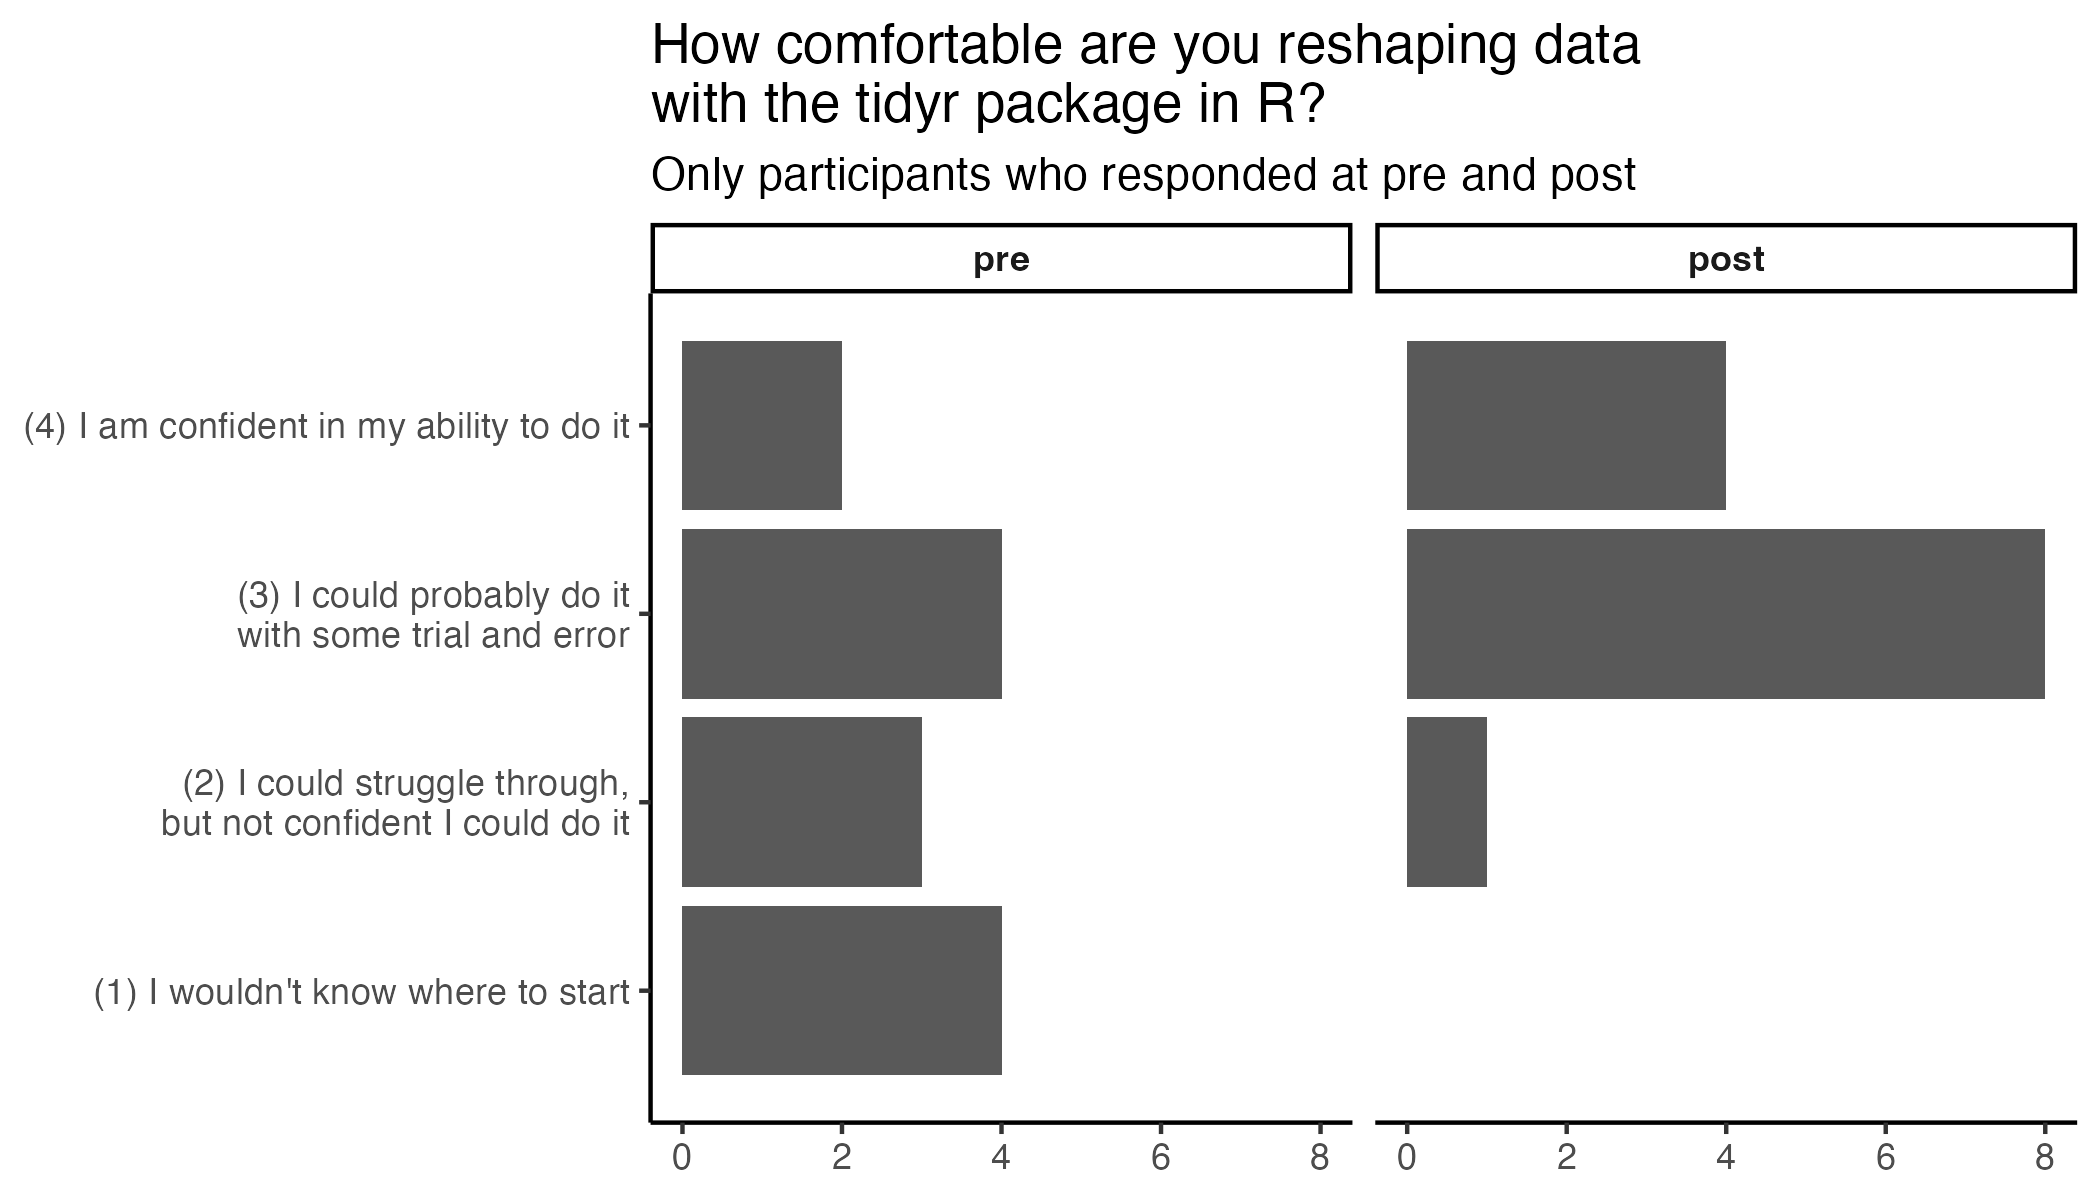 How comfortable are you reshaping data
with the tidyr package in R?
Only participants who responded at pre and post
pre
post
(4) I am confident in my ability to do it
(3) I could probably do it
with some trial and error
(2) I could struggle through,
but not confident I could do it
(1) I wouldn't know where to start
0 2 4 6 8
0 2 4 6 8